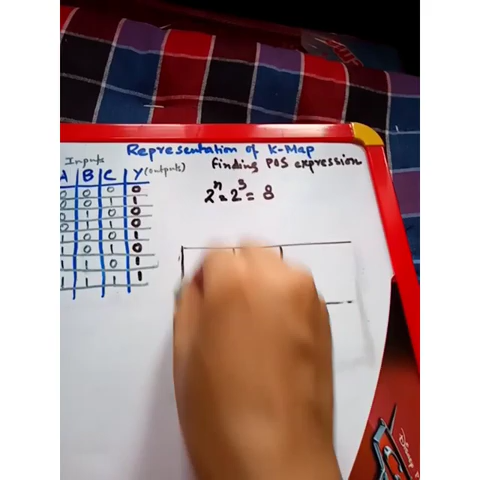 Representation of K-Map
Finding POS expression
Inputs
A B C Y (outputs)
0 0 0 0
0 0 1 0
0 1 0 0
0 1 1 0
1 0 0 1
1 0 1 0
1 1 0 1
1 1 1 1
2ⁿ = 2³ = 8
DISNEY